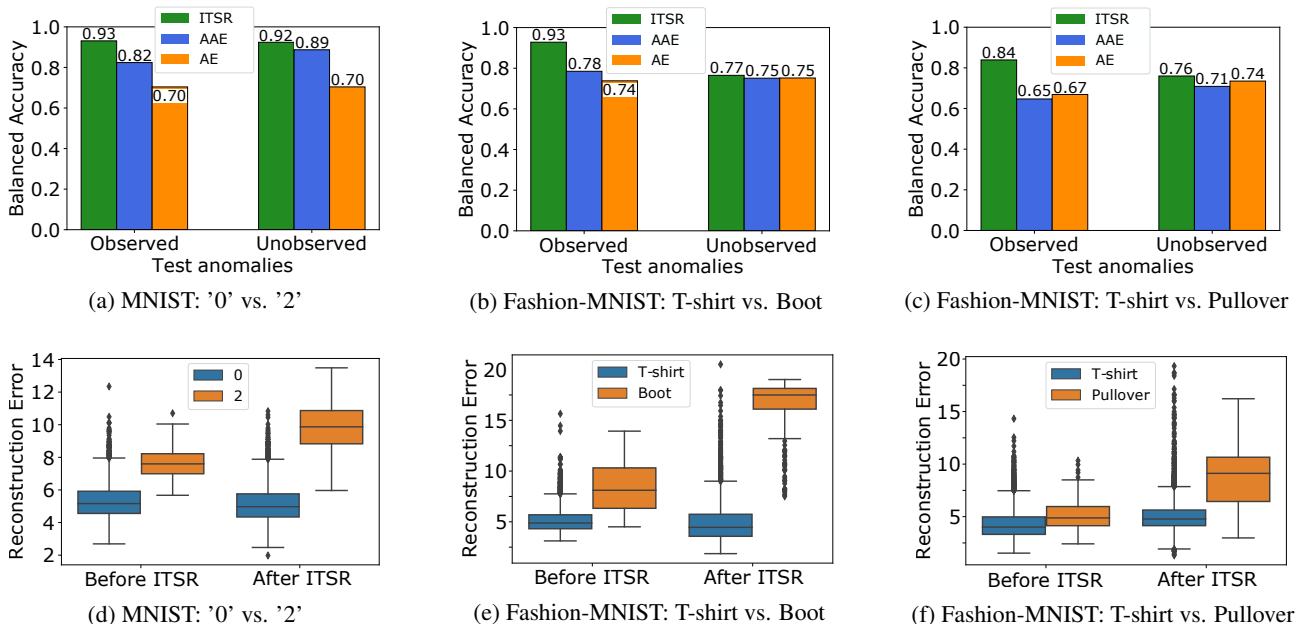 1.0
0.8
0.6
0.4
0.2
0.0
Balanced Accuracy
ITSR
AAE
AE
0.93
0.82
0.70
0.92
0.89
0.70
Observed
Unobserved
Test anomalies
(a) MNIST: '0' vs. '2'
1.0
0.8
0.6
0.4
0.2
0.0
Balanced Accuracy
ITSR
AAE
AE
0.93
0.78
0.74
0.77
0.75
0.75
Observed
Unobserved
Test anomalies
(b) Fashion-MNIST: T-shirt vs. Boot
1.0
0.8
0.6
0.4
0.2
0.0
Balanced Accuracy
ITSR
AAE
AE
0.84
0.65
0.67
0.76
0.71
0.74
Observed
Unobserved
Test anomalies
(c) Fashion-MNIST: T-shirt vs. Pullover
14
12
10
8
6
4
2
Reconstruction Error
0
2
Before ITSR
After ITSR
(d) MNIST: '0' vs. '2'
20
15
10
5
Reconstruction Error
T-shirt
Boot
Before ITSR
After ITSR
(e) Fashion-MNIST: T-shirt vs. Boot
20
15
10
5
Reconstruction Error
T-shirt
Pullover
Before ITSR
After ITSR
(f) Fashion-MNIST: T-shirt vs. Pullover